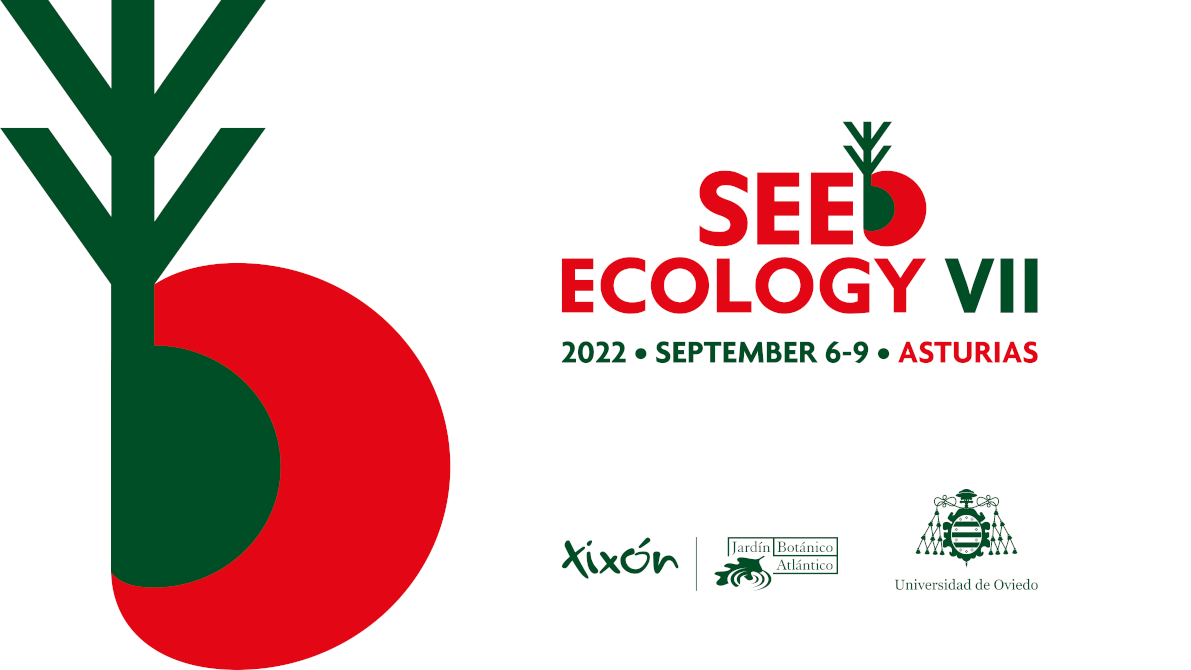 SEED
ECOLOGY VII
2022 • SEPTEMBER 6-9 • ASTURIAS
xixón
Jardín Botánico
Atlántico
Universidad de Oviedo